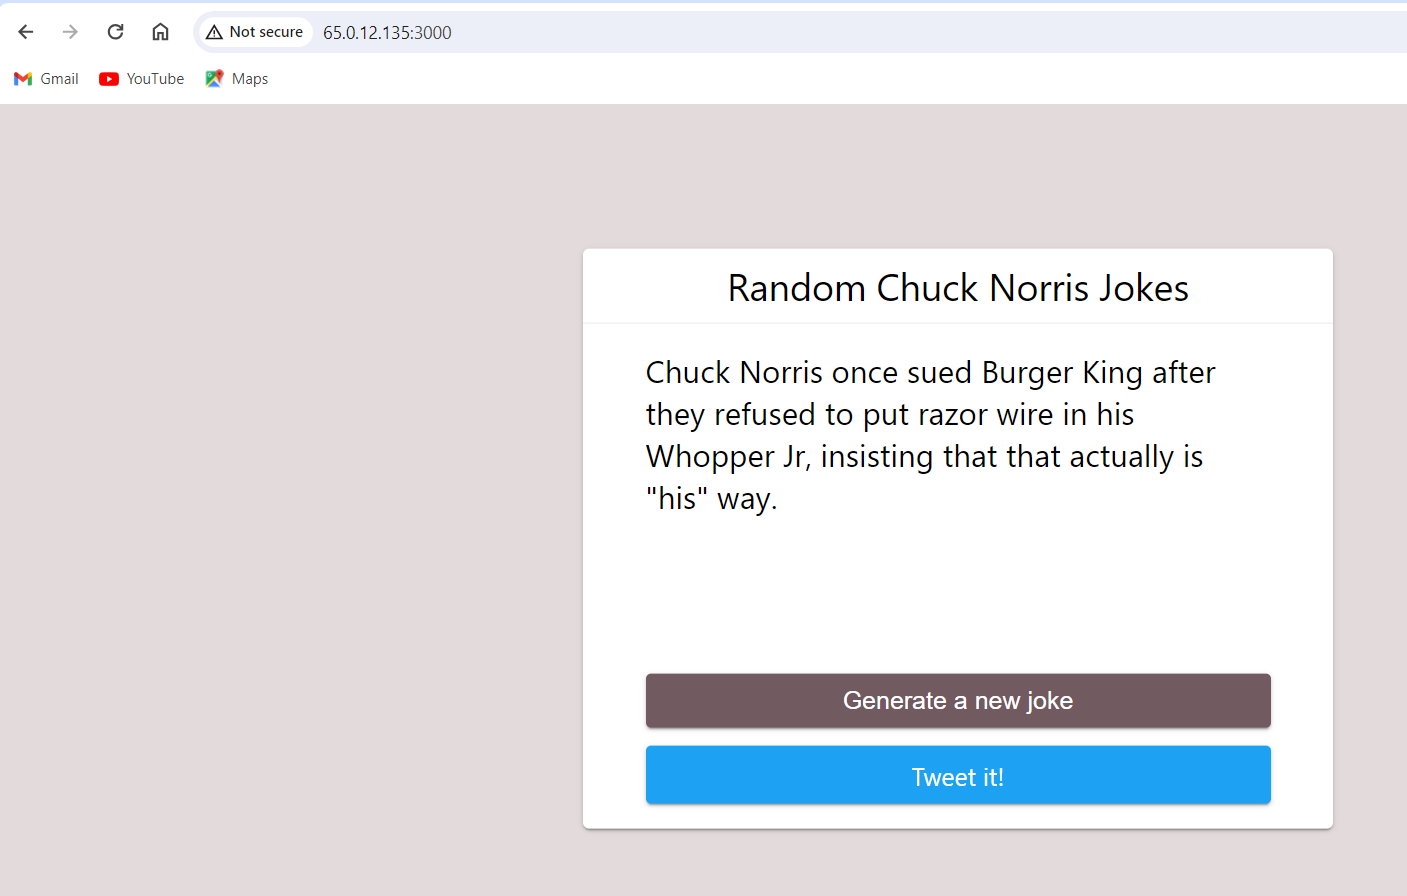 Not secure
65.0.12.135:3000
Gmail
YouTube
Maps
Random Chuck Norris Jokes
Chuck Norris once sued Burger King after
they refused to put razor wire in his
Whopper Jr, insisting that that actually is
"his" way.
Generate a new joke
Tweet it!